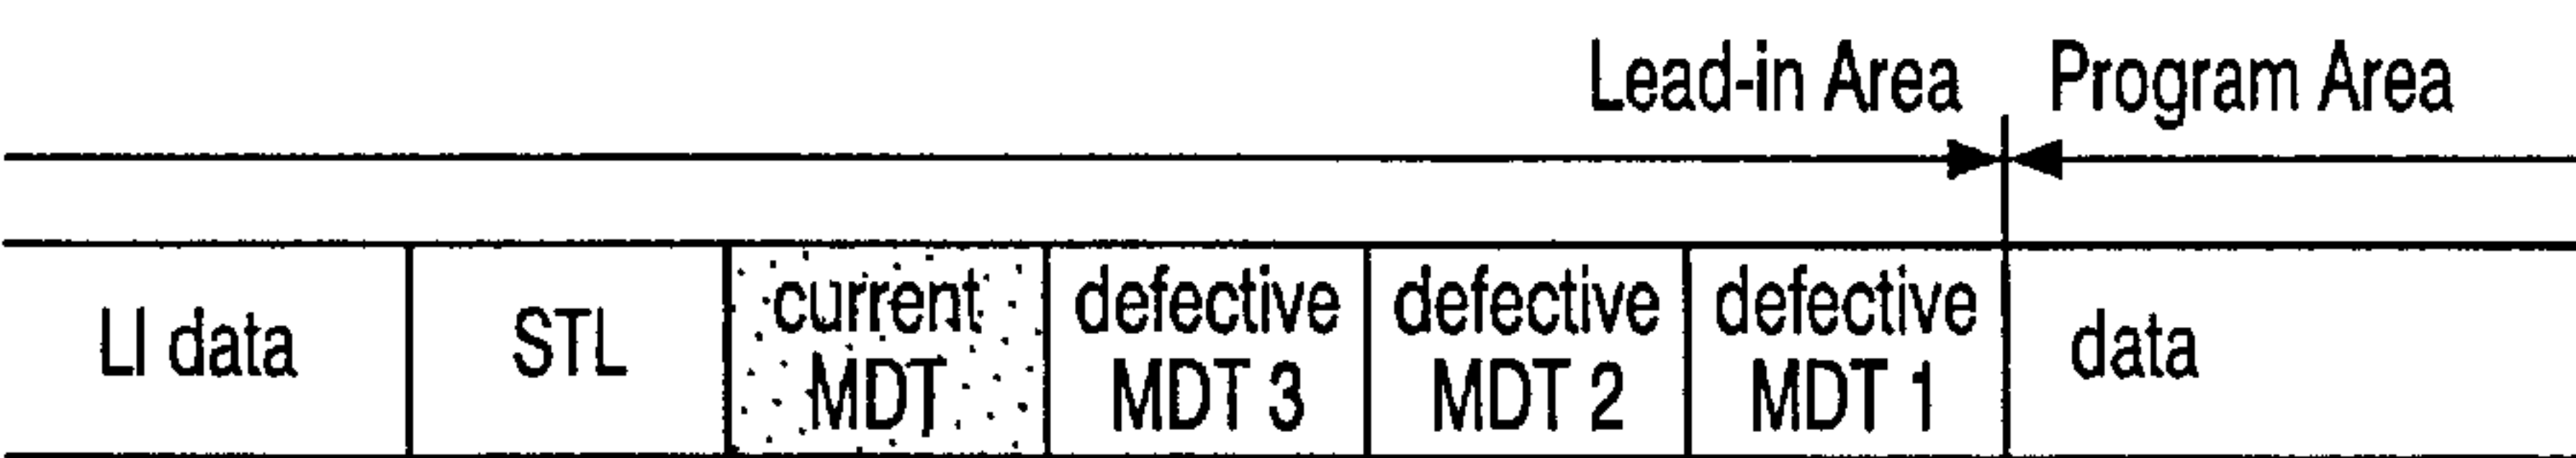 Lead-in Area Program Area
LI data
STL
current
MDT
defective
MDT 3
defective
MDT 2
defective
MDT 1
data